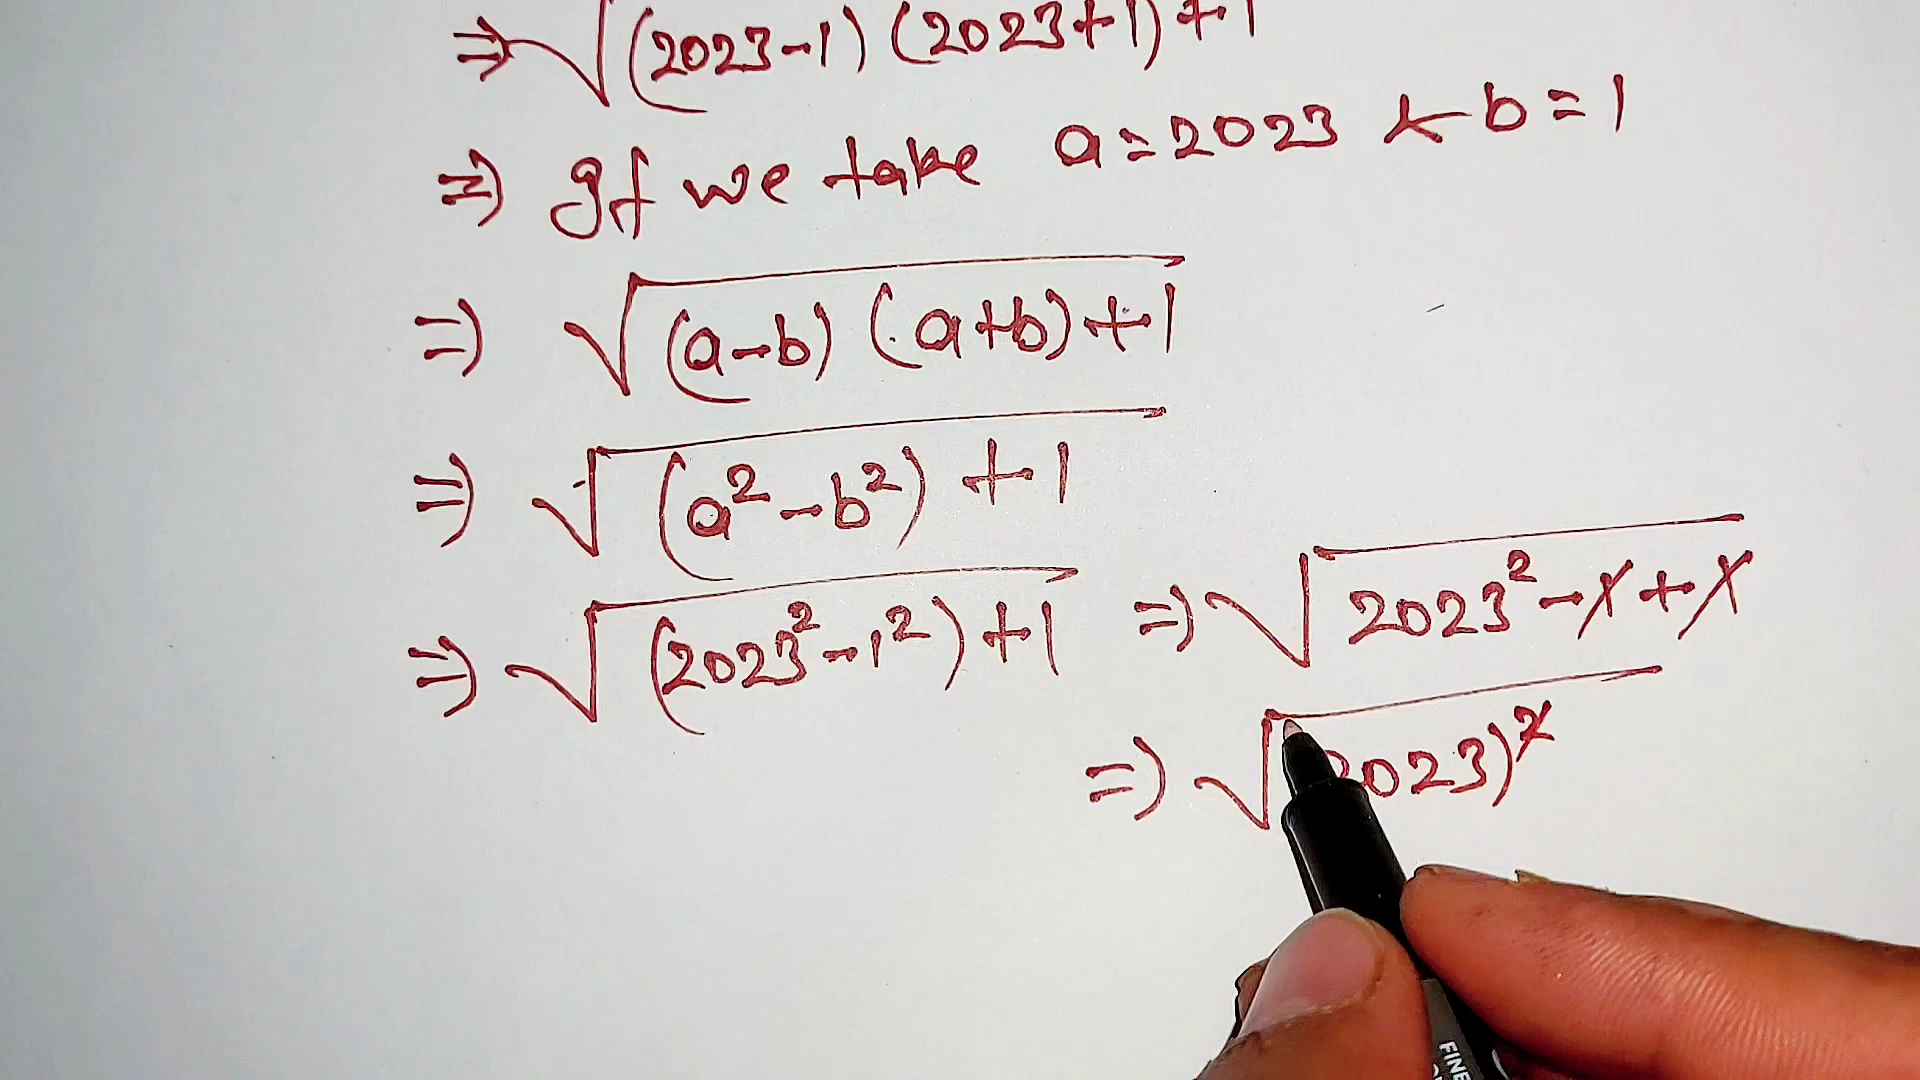 ⇒ √(2023-1) (2023+1) +1
⇒ If we take a=2023 & b=1
⇒ √(a-b) (a+b)+1
⇒ √(a²-b²) +1
⇒ √(2023²-1²)+1
⇒ √2023²-1+1
⇒ √(2023)²
FINE